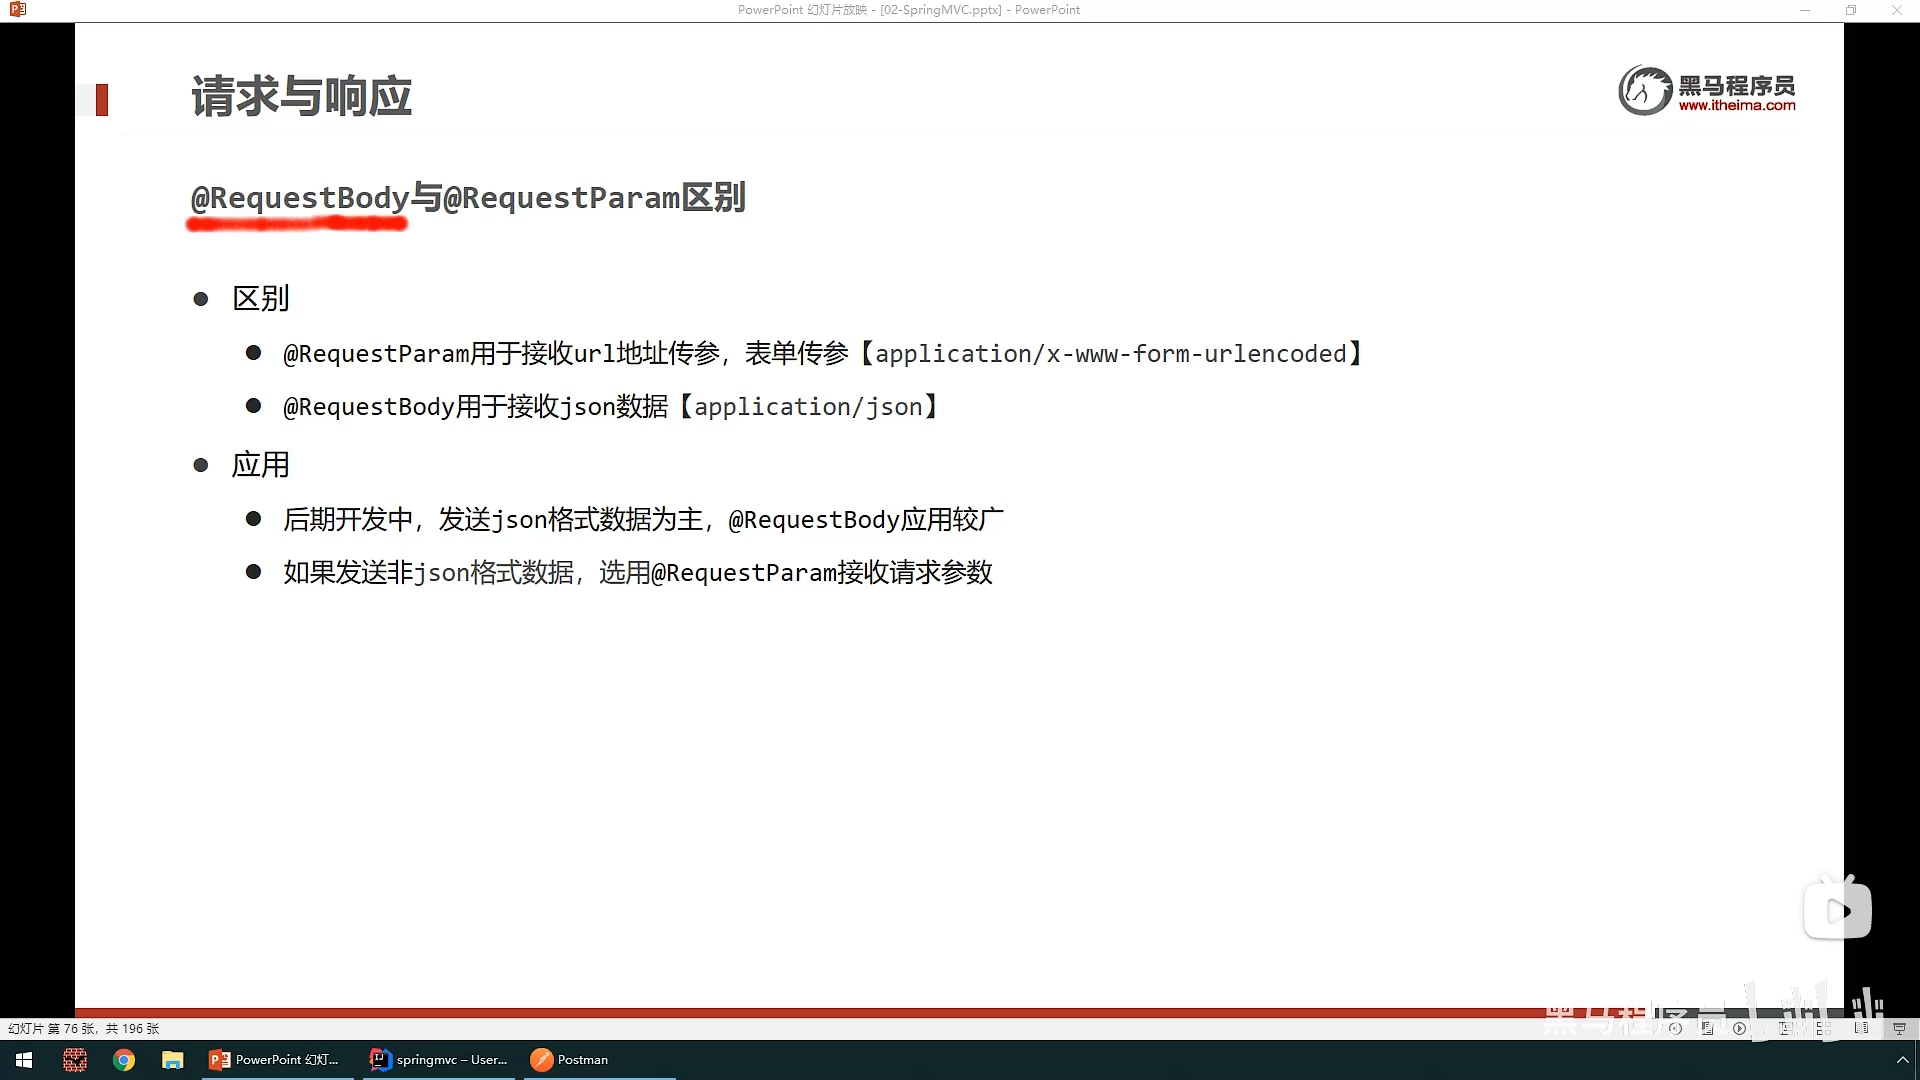 PowerPoint 幻灯片放映 - [02-SpringMVC.pptx] - PowerPoint
请求与响应
黑马程序员
www.itheima.com
@RequestBody与@RequestParam区别
区别
@RequestParam用于接收url地址传参，表单传参【application/x-www-form-urlencoded】
@RequestBody用于接收json数据【application/json】
应用
后期开发中，发送json格式数据为主，@RequestBody应用较广
如果发送非json格式数据，选用@RequestParam接收请求参数
黑马程序员
幻灯片 第 76 张，共 196 张
PowerPoint 幻灯...
springmvc – User...
Postman